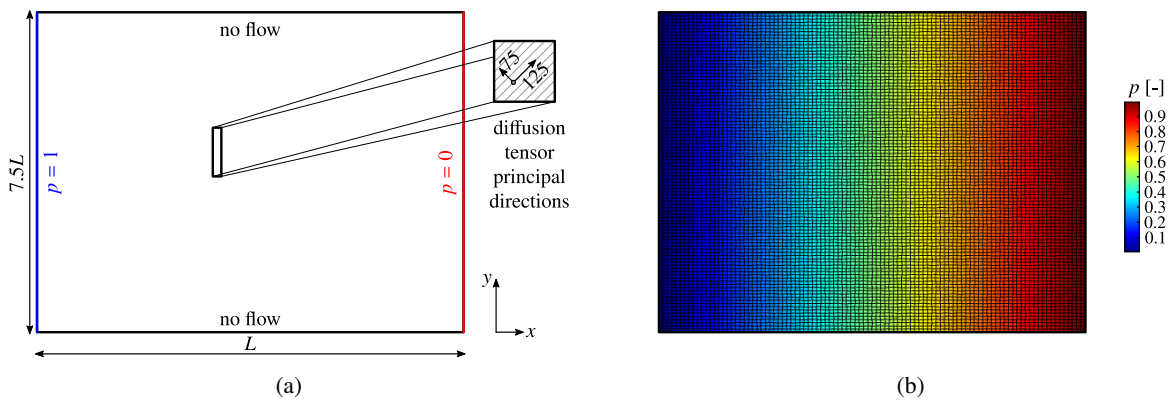 no flow
175
125
diffusion
tensor
principal
directions
7.5L
p = 1
p = 0
y
x
no flow
L
(a)
p [-]
0.9
0.8
0.7
0.6
0.5
0.4
0.3
0.2
0.1
(b)